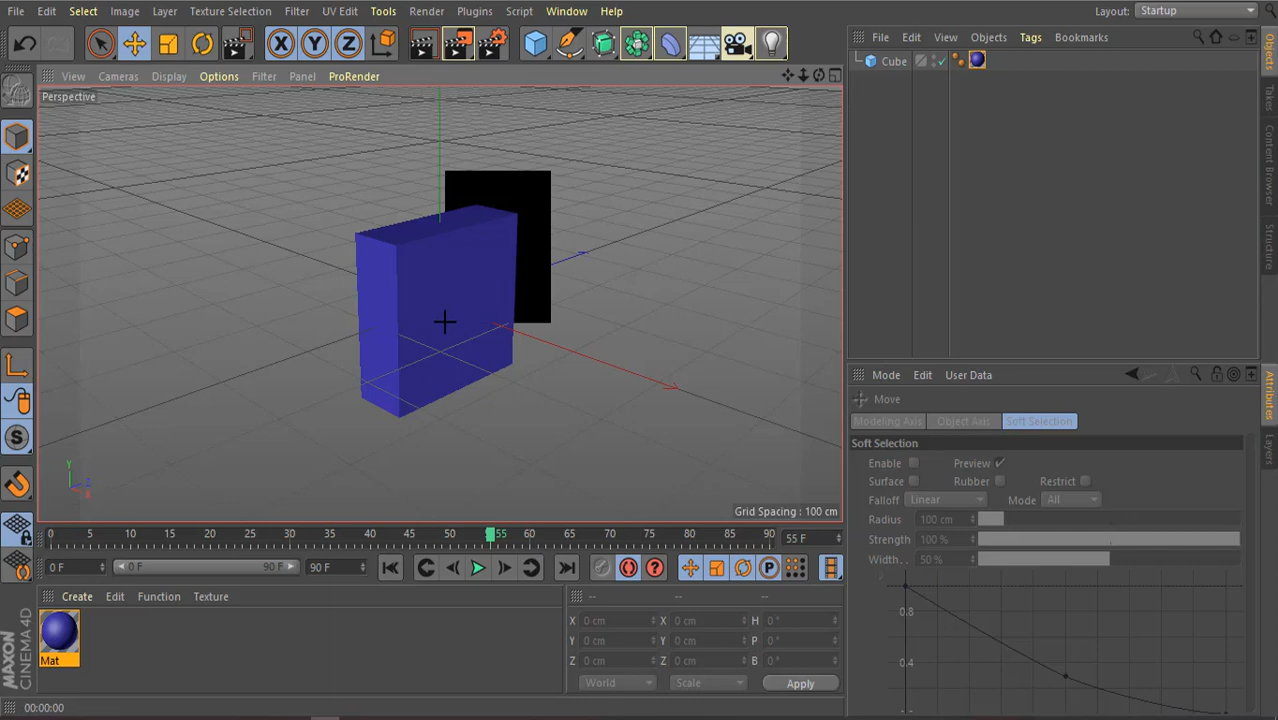 File Edit Select Image Layer Texture Selection Filter UV Edit Tools Render Plugins Script Window Help Layout: Startup
X Y Z
File Edit View Objects Tags Bookmarks
Cube
View Cameras Display Options Filter Panel ProRender
Perspective
Y
Z
X
Grid Spacing : 100 cm
0 5 10 15 20 25 30 35 40 45 50 55 60 65 70 75 80 85 90 55 F
0 F 0 F 90 F 90 F
Create Edit Function Texture
Mat
-- -- --
X 0 cm X 0 cm H 0 °
Y 0 cm Y 0 cm P 0 °
Z 0 cm Z 0 cm B 0 °
World Scale Apply
Mode Edit User Data
Move
Modeling Axis Object Axis Soft Selection
Soft Selection
Enable Preview
Surface Rubber Restrict
Falloff Linear Mode All
Radius 100 cm
Strength 100 %
Width. . 50 %
0.8
0.4
Objects
Takes
Content Browser
Attributes
Layers
MAXON
CINEMA 4D
00:00:00